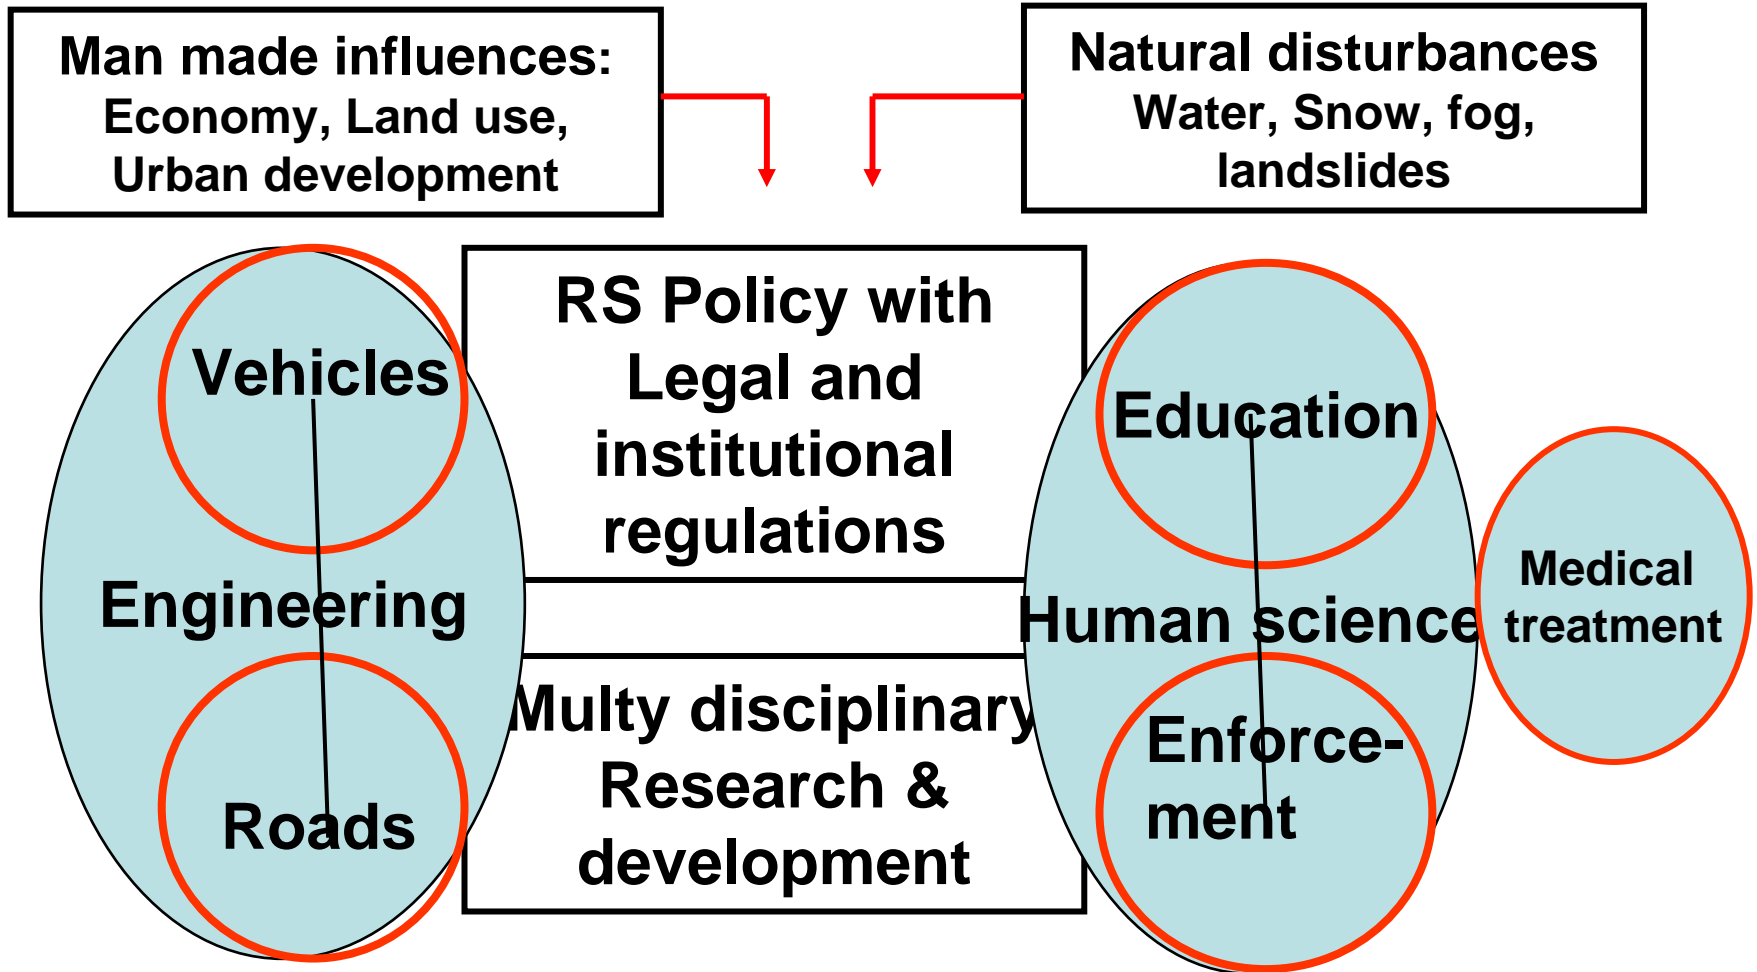 Man made influences:
Economy, Land use,
Urban development
Natural disturbances
Water, Snow, fog,
landslides
Vehicles
Engineering
Roads
RS Policy with
Legal and
institutional
regulations
Multy disciplinary
Research &
development
Education
Human science
Enforce-
ment
Medical
treatment